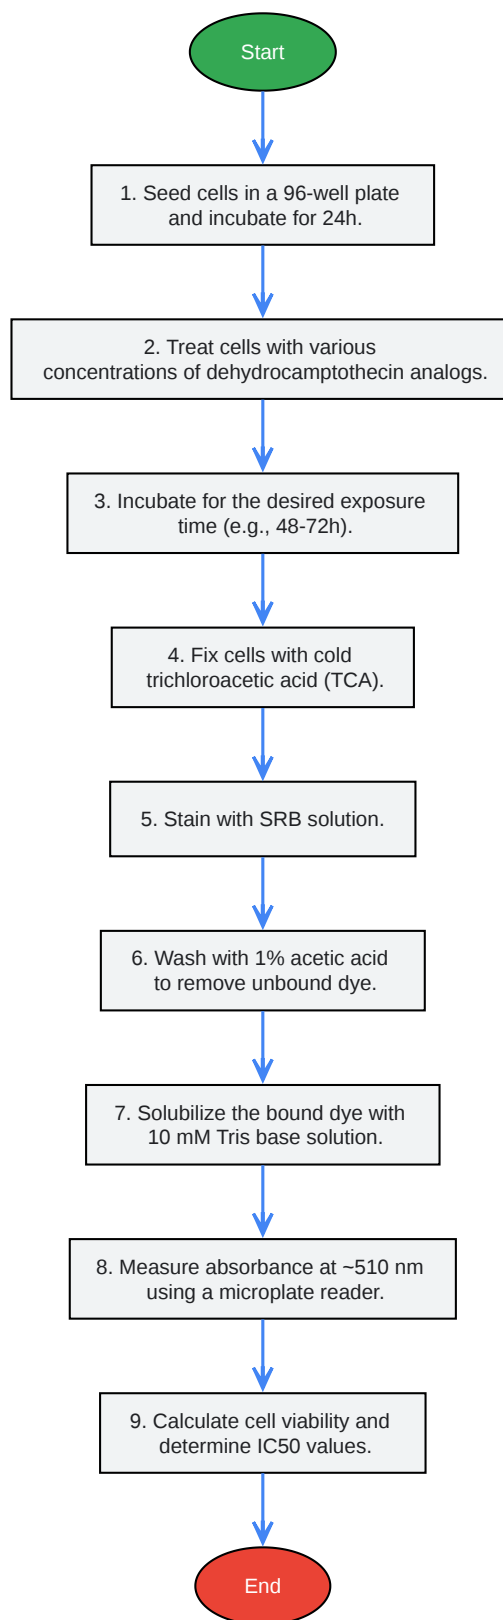 Start
1. Seed cells in a 96-well plate
and incubate for 24h.
2. Treat cells with various
concentrations of dehydrocamptothecin analogs.
3. Incubate for the desired exposure
time (e.g., 48-72h).
4. Fix cells with cold
trichloroacetic acid (TCA).
5. Stain with SRB solution.
6. Wash with 1% acetic acid
to remove unbound dye.
7. Solubilize the bound dye with
10 mM Tris base solution.
8. Measure absorbance at ~510 nm
using a microplate reader.
9. Calculate cell viability and
determine IC50 values.
End